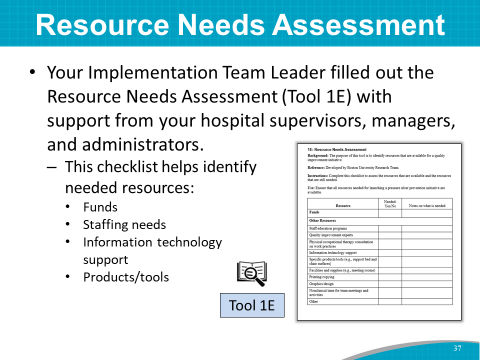 Resource Needs Assessment
• Your Implementation Team Leader filled out the
Resource Needs Assessment (Tool 1E) with
support from your hospital supervisors, managers,
and administrators.
– This checklist helps identify
needed resources:
• Funds
• Staffing needs
• Information technology
support
• Products/tools
Tool 1E
1E: Resource Needs Assessment
Background: The purpose of this tool is to identify resources that are available for a quality
improvement initiative.
Reference: Developed by Boston University Research Team
Instructions: Complete this checklist to assess the resources that are available and the resources
that are still needed.
Use: Ensure that all resources needed for launching a pressure ulcer prevention initiative are
available.
Resource
Needed:
Yes/No
Notes on what is needed
Funds
Other Resources
Staff education programs
Quality improvement experts
Physical/occupational therapy consultation
on work practices
Information technology support
Specific products/tools (e.g., support bed and
chair surfaces)
Facilities and supplies (e.g., meeting rooms)
Printing/copying
Graphics design
Nonclinical time for team meetings and
activities
Other
37